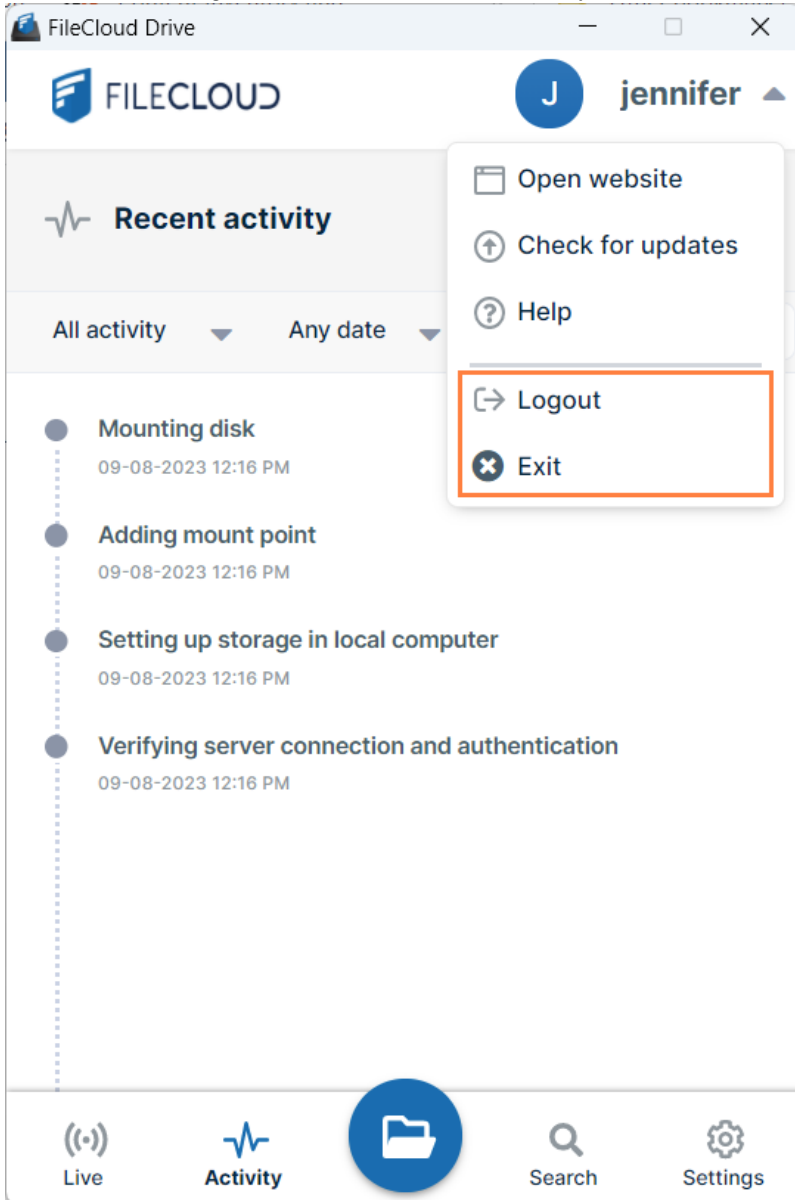 FileCloud Drive
FILECLOUD
J
jennifer
Open website
Recent activity
Check for updates
Help
All activity
Any date
Logout
Exit
Mounting disk
09-08-2023 12:16 PM
Adding mount point
09-08-2023 12:16 PM
Setting up storage in local computer
09-08-2023 12:16 PM
Verifying server connection and authentication
09-08-2023 12:16 PM
Live
Activity
Search
Settings